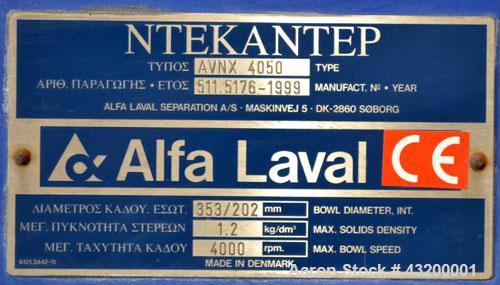 ΝΤΕΚΑΝΤΕΡ
ΤΥΠΟΣ AVNX 4050 TYPE
ΑΡΙΘ. ΠΑΡΑΓΩΓΗΣ • ΕΤΟΣ 511.5176-1999 MANUFACT. Nº • YEAR
ALFA LAVAL SEPARATION A/S • MASKINVEJ 5 • DK-2860 SØBORG
Alfa Laval CE
ΔΙΑΜΕΤΡΟΣ ΚΑΔΟΥ. ΕΣΩΤ. 353/202 mm BOWL DIAMETER, INT.
ΜΕΓ. ΠΥΚΝΟΤΗΤΑ ΣΤΕΡΕΩΝ 1.2 kg/dm³ MAX. SOLIDS DENSITY
ΜΕΓ. ΤΑΧΥΤΗΤΑ ΚΑΔΟΥ 4000 rpm. MAX. BOWL SPEED
6121.2442-11 MADE IN DENMARK
Aaron Stock # 43200001